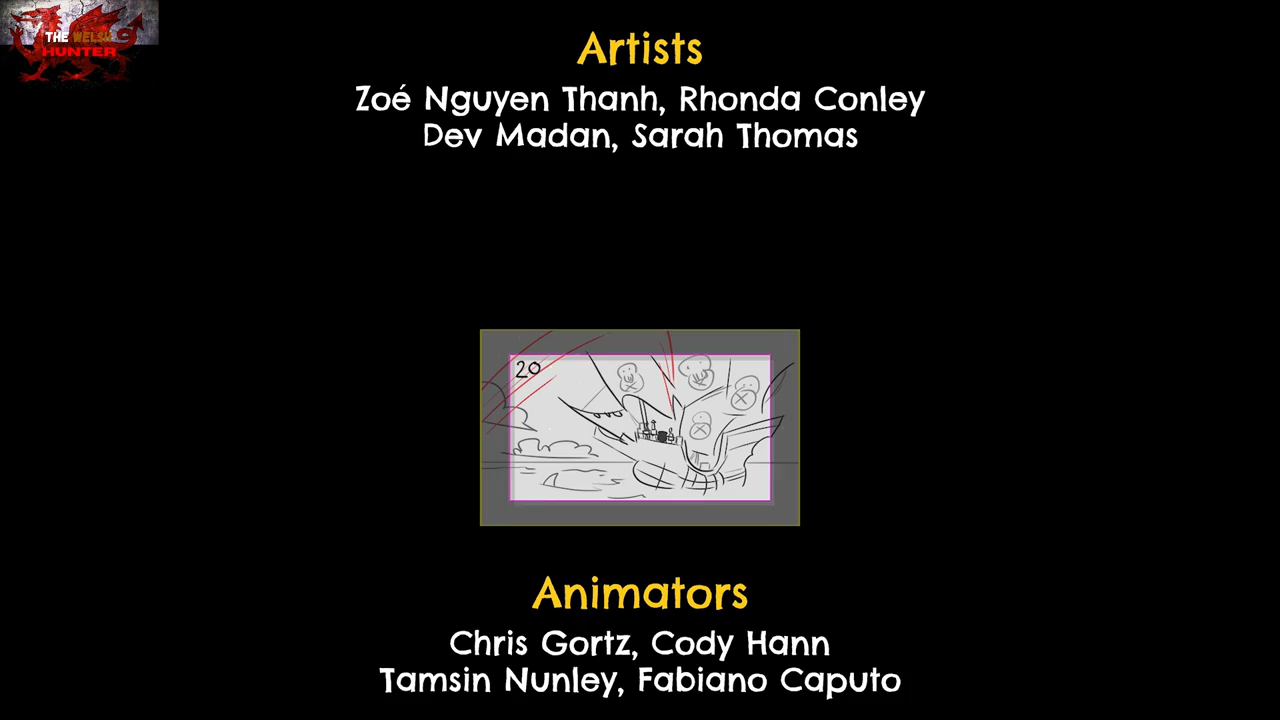 THE WELSH
HUNTER
Artists
Zoé Nguyen Thanh, Rhonda Conley
Dev Madan, Sarah Thomas
20
Animators
Chris Gortz, Cody Hann
Tamsin Nunley, Fabiano Caputo